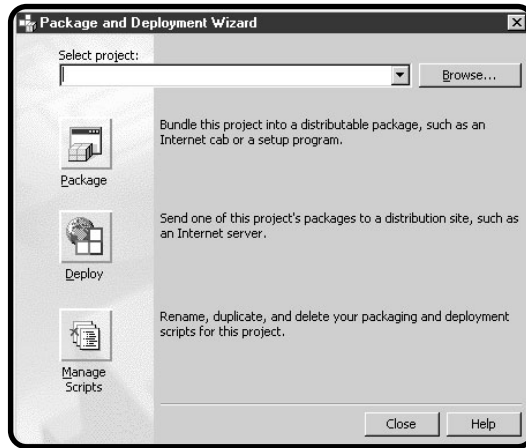 Package and Deployment Wizard
Select project:
Browse...
Bundle this project into a distributable package, such as an
Internet cab or a setup program.
Package
Send one of this project's packages to a distribution site, such as
an Internet server.
Deploy
Rename, duplicate, and delete your packaging and deployment
scripts for this project.
Manage
Scripts
Close
Help